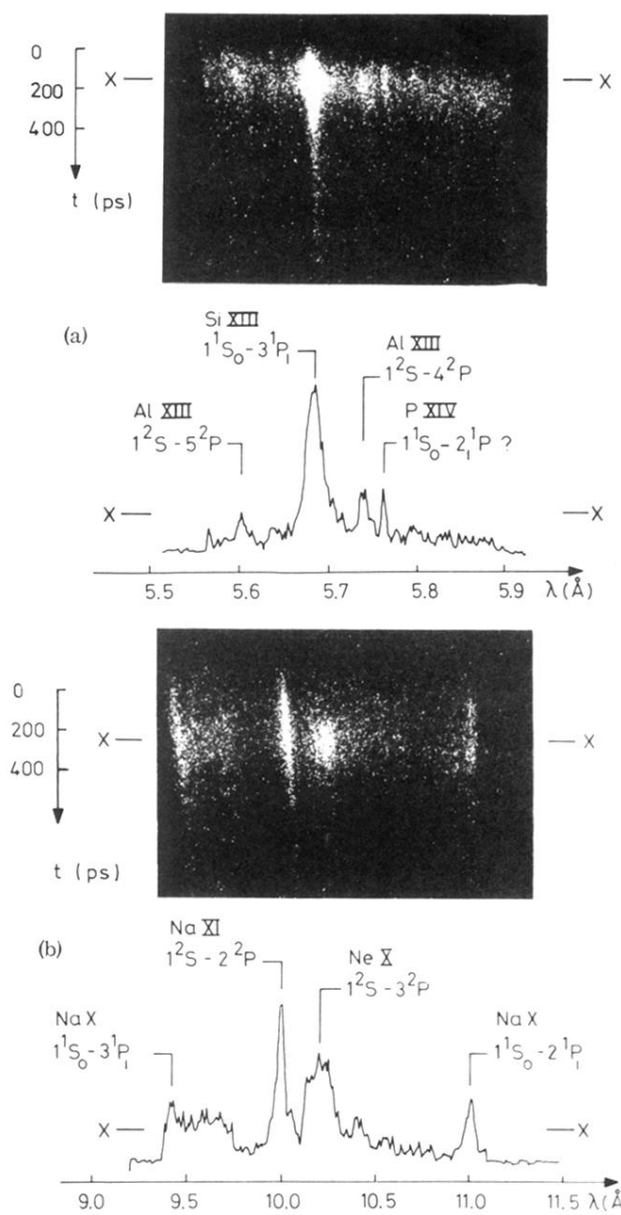 0
200
400
t (ps)
X
X
(a)
Si XIII
1¹S₀-3¹P₁
Al XIII
1²S-4²P
Al XIII
1²S-5²P
P XIV
1¹S₀-2¹₁P ?
X
X
5.5 5.6 5.7 5.8 5.9 λ(Å)
0
200
400
t (ps)
X
X
(b)
Na XI
1²S-2²P
Ne X
1²S-3²P
Na X
1¹S₀-3¹P₁
Na X
1¹S₀-2¹P₁
X
X
9.0 9.5 10.0 10.5 11.0 11.5 λ(Å